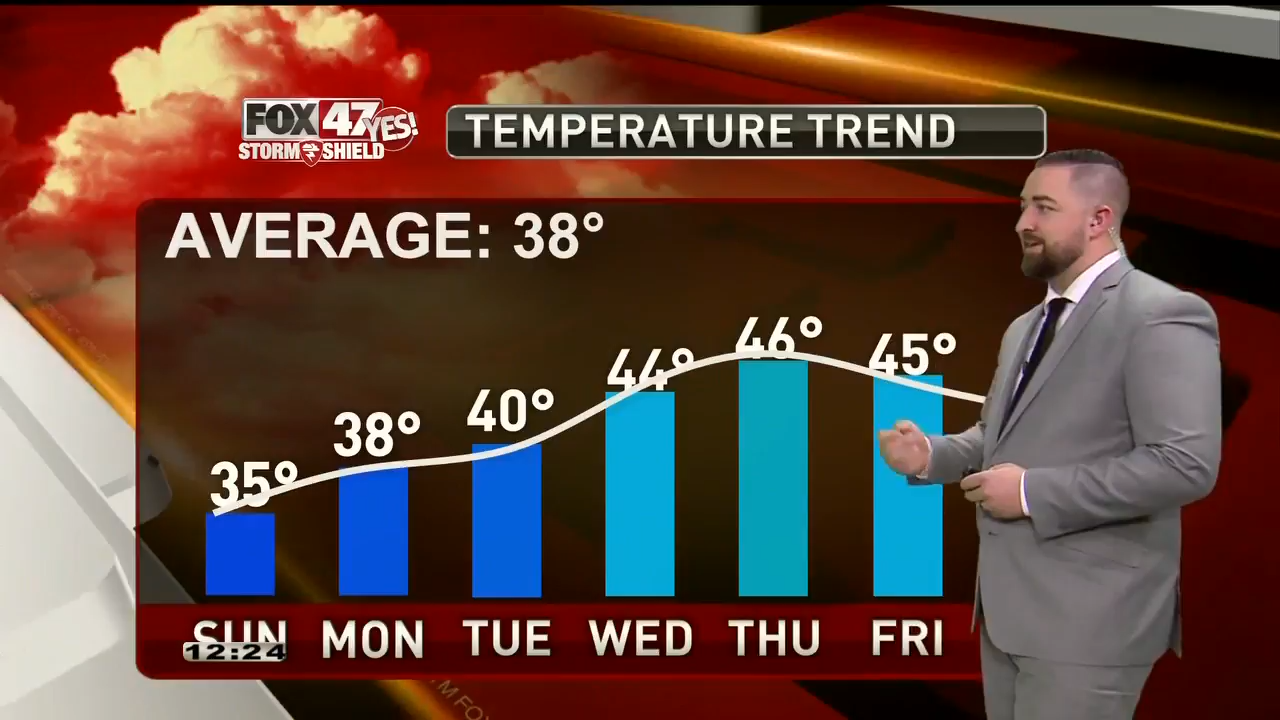 FOX 47 YES!
STORM SHIELD
TEMPERATURE TREND
AVERAGE: 38°
35° 38° 40° 44° 46° 45°
SUN MON TUE WED THU FRI
12:24